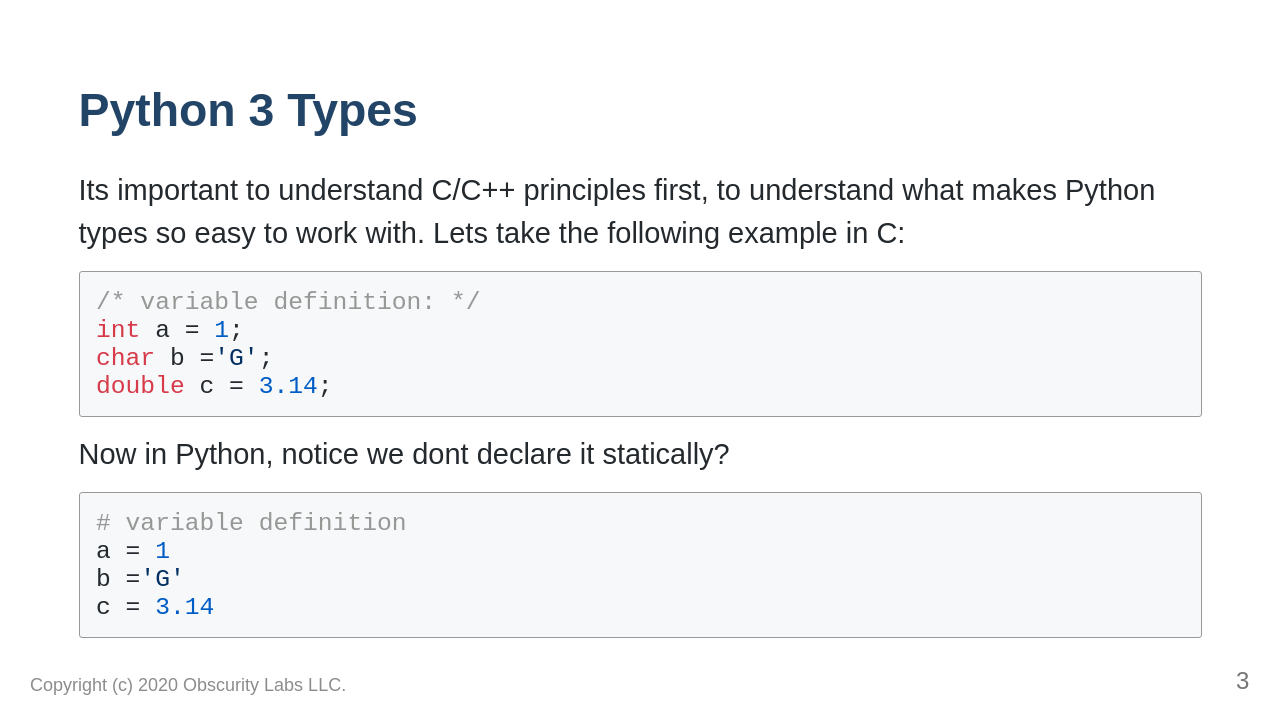 Python 3 Types
Its important to understand C/C++ principles first, to understand what makes Python
types so easy to work with. Lets take the following example in C:
/* variable definition: */
int a = 1;
char b ='G';
double c = 3.14;
Now in Python, notice we dont declare it statically?
# variable definition
a = 1
b ='G'
c = 3.14
Copyright (c) 2020 Obscurity Labs LLC.
3